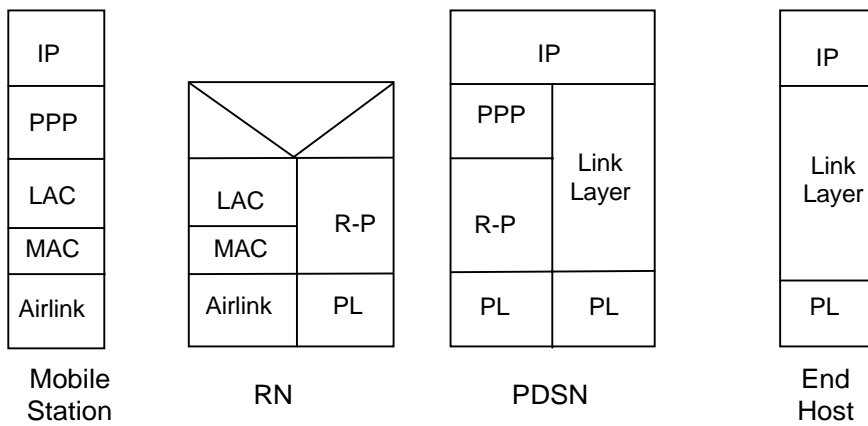 IP
PPP
LAC
MAC
Airlink
Mobile
Station
LAC
MAC
Airlink
R-P
PL
RN
IP
PPP
R-P
PL
Link
Layer
PL
PDSN
IP
Link
Layer
PL
End
Host